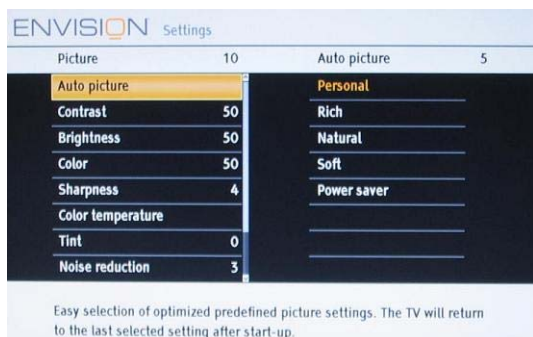 ENVISION Settings
Picture 10 Auto picture 5
Auto picture Personal
Contrast 50 Rich
Brightness 50 Natural
Color 50 Soft
Sharpness 4 Power saver
Color temperature
Tint 0
Noise reduction 3
Easy selection of optimized predefined picture settings. The TV will return
to the last selected setting after start-up.